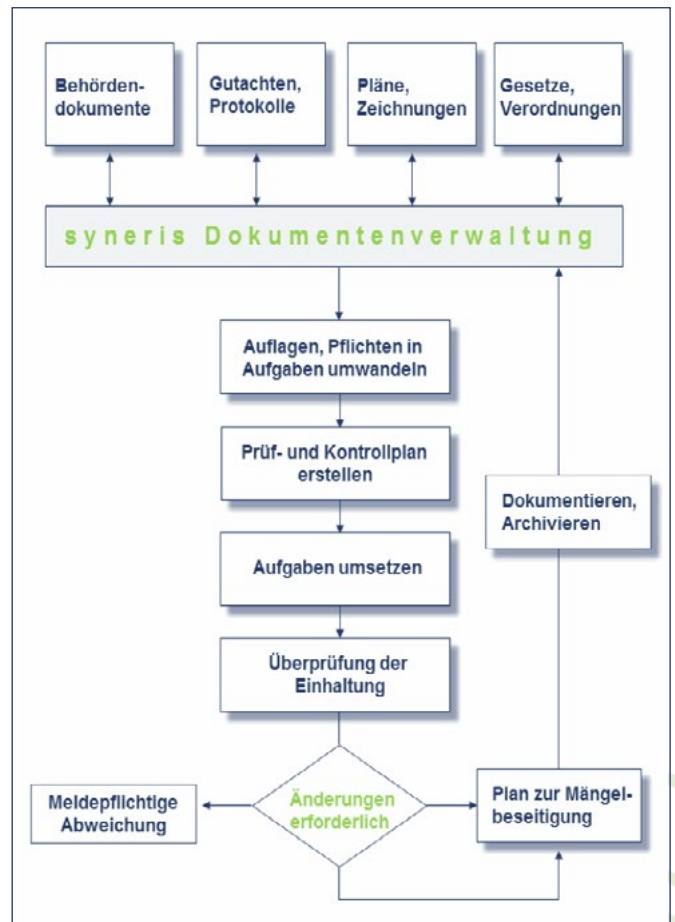 Behörden-
dokumente
Gutachten,
Protokolle
Pläne,
Zeichnungen
Gesetze,
Verordnungen
syneris Dokumentenverwaltung
Auflagen, Pflichten in
Aufgaben umwandeln
Prüf- und Kontrollplan
erstellen
Dokumentieren,
Archivieren
Aufgaben umsetzen
Überprüfung der
Einhaltung
Meldepflichtige
Abweichung
Änderungen
erforderlich
Plan zur Mängel-
beseitigung